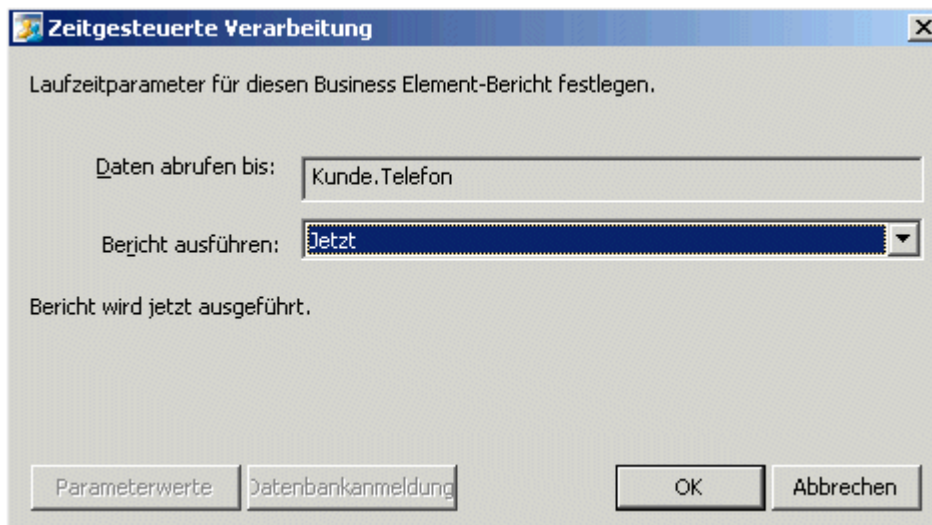 Zeitgesteuerte Verarbeitung
Laufzeitparameter für diesen Business Element-Bericht festlegen.
Daten abrufen bis: Kunde.Telefon
Bericht ausführen: Jetzt
Bericht wird jetzt ausgeführt.
Parameterwerte Datenbankanmeldung OK Abbrechen